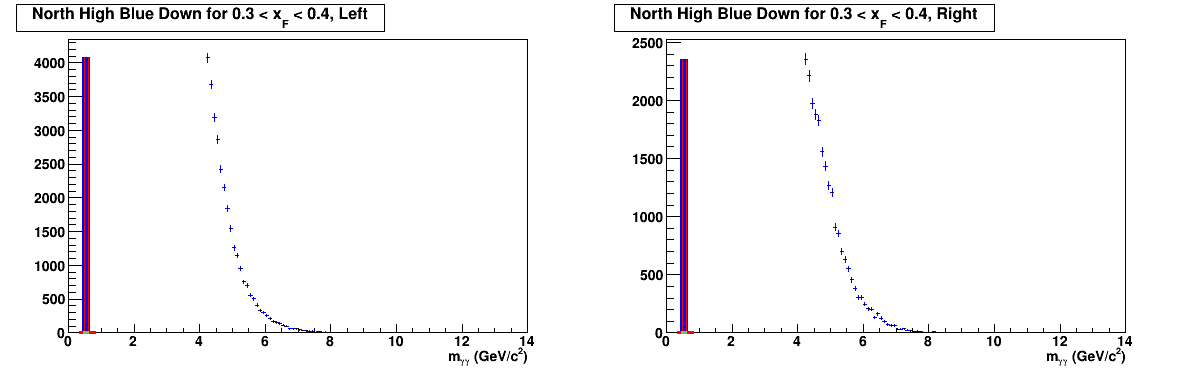 North High Blue Down for 0.3 < x_F < 0.4, Left
4000
3500
3000
2500
2000
1500
1000
500
0
0 2 4 6 8 10 12 14
m_γγ (GeV/c²)
North High Blue Down for 0.3 < x_F < 0.4, Right
2500
2000
1500
1000
500
0
0 2 4 6 8 10 12 14
m_γγ (GeV/c²)